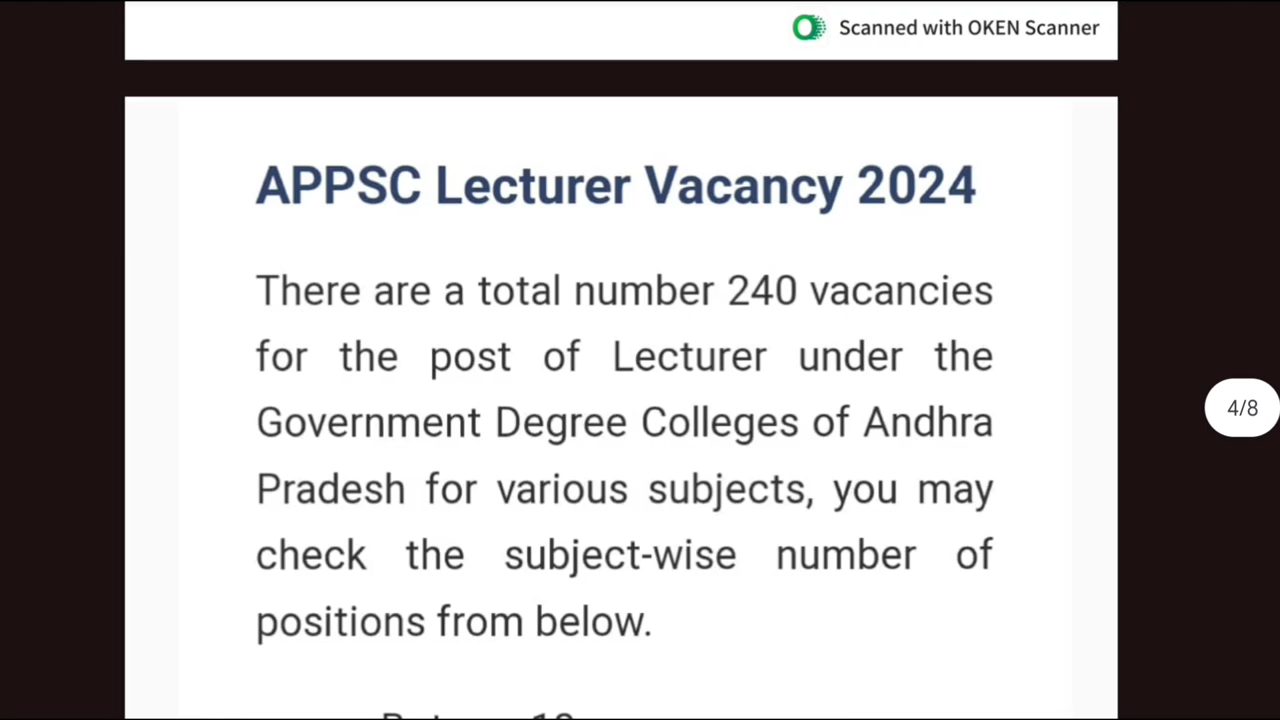 Scanned with OKEN Scanner
APPSC Lecturer Vacancy 2024
There are a total number 240 vacancies
for the post of Lecturer under the
Government Degree Colleges of Andhra
Pradesh for various subjects, you may
check the subject-wise number of
positions from below.
4/8